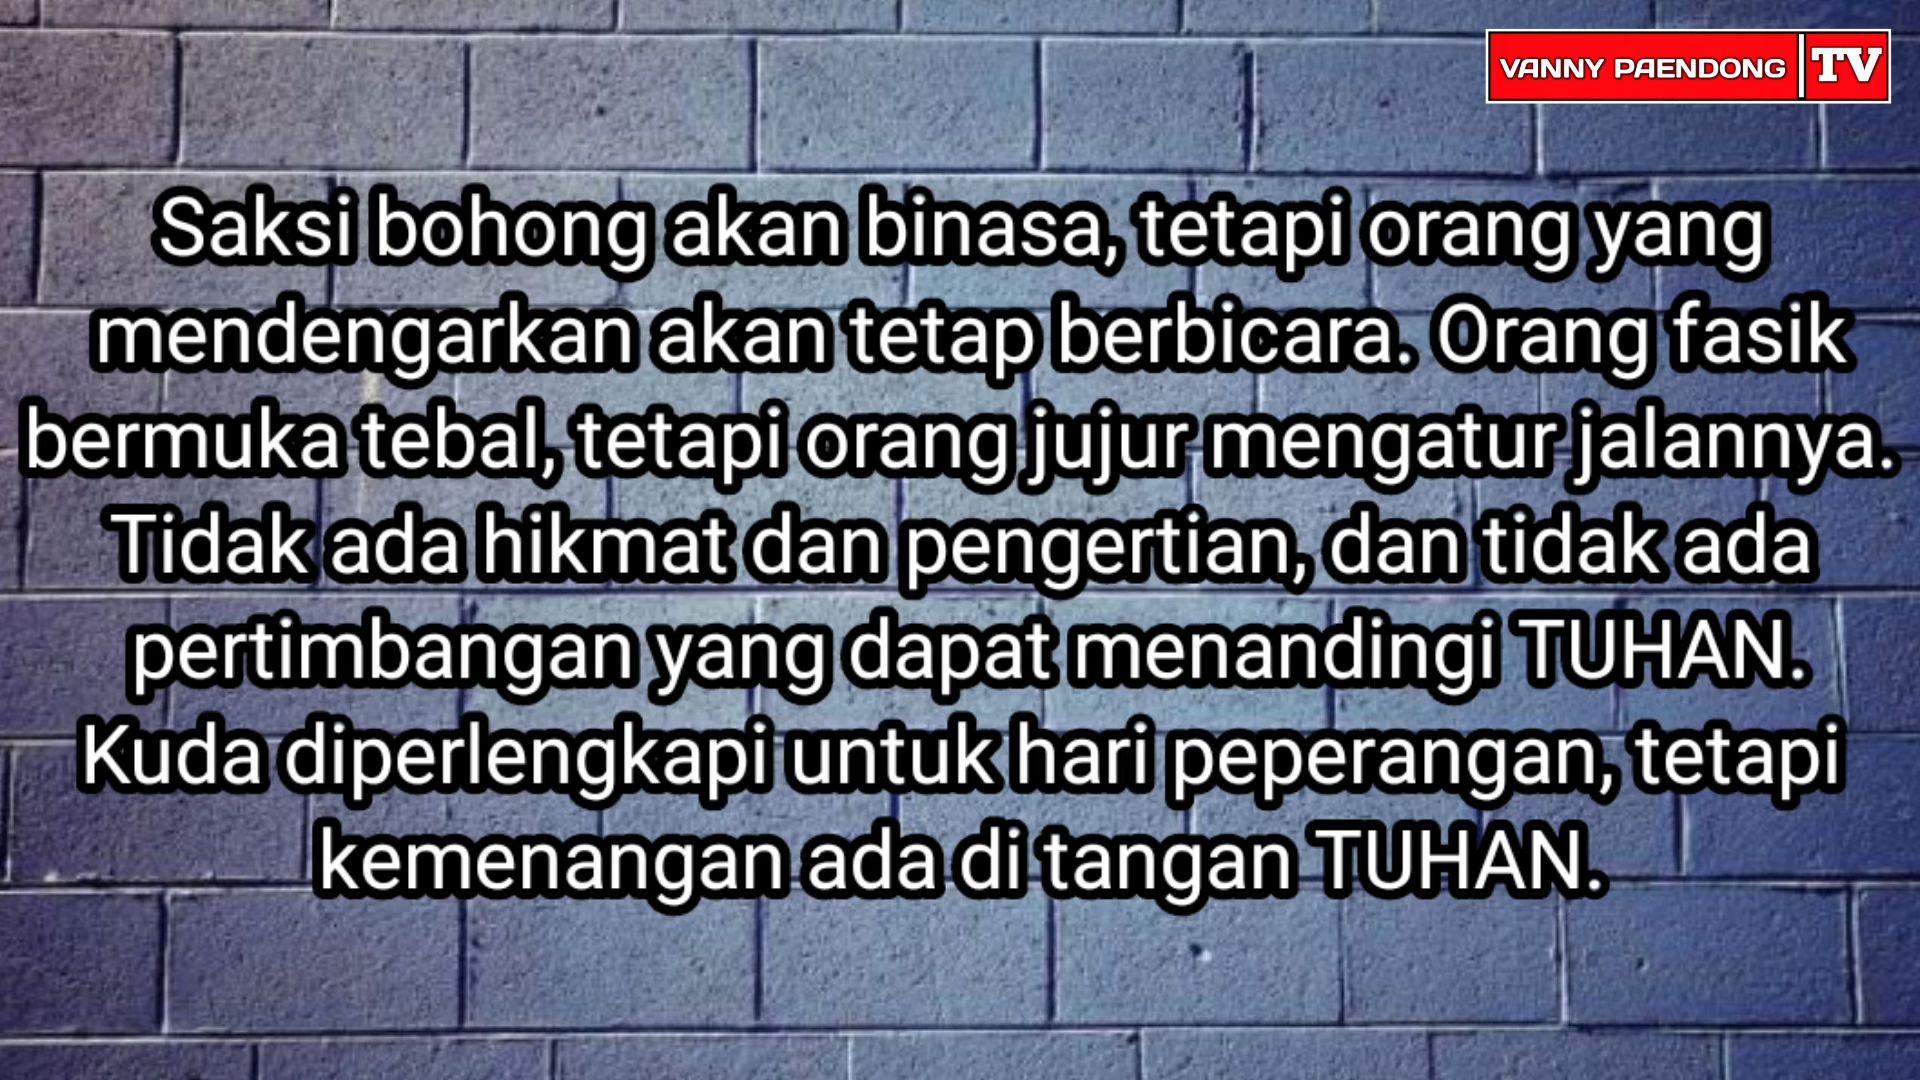 VANNY PAENDONG TV
Saksi bohong akan binasa, tetapi orang yang
mendengarkan akan tetap berbicara. Orang fasik
bermuka tebal, tetapi orang jujur mengatur jalannya.
Tidak ada hikmat dan pengertian, dan tidak ada
pertimbangan yang dapat menandingi TUHAN.
Kuda diperlengkapi untuk hari peperangan, tetapi
kemenangan ada di tangan TUHAN.